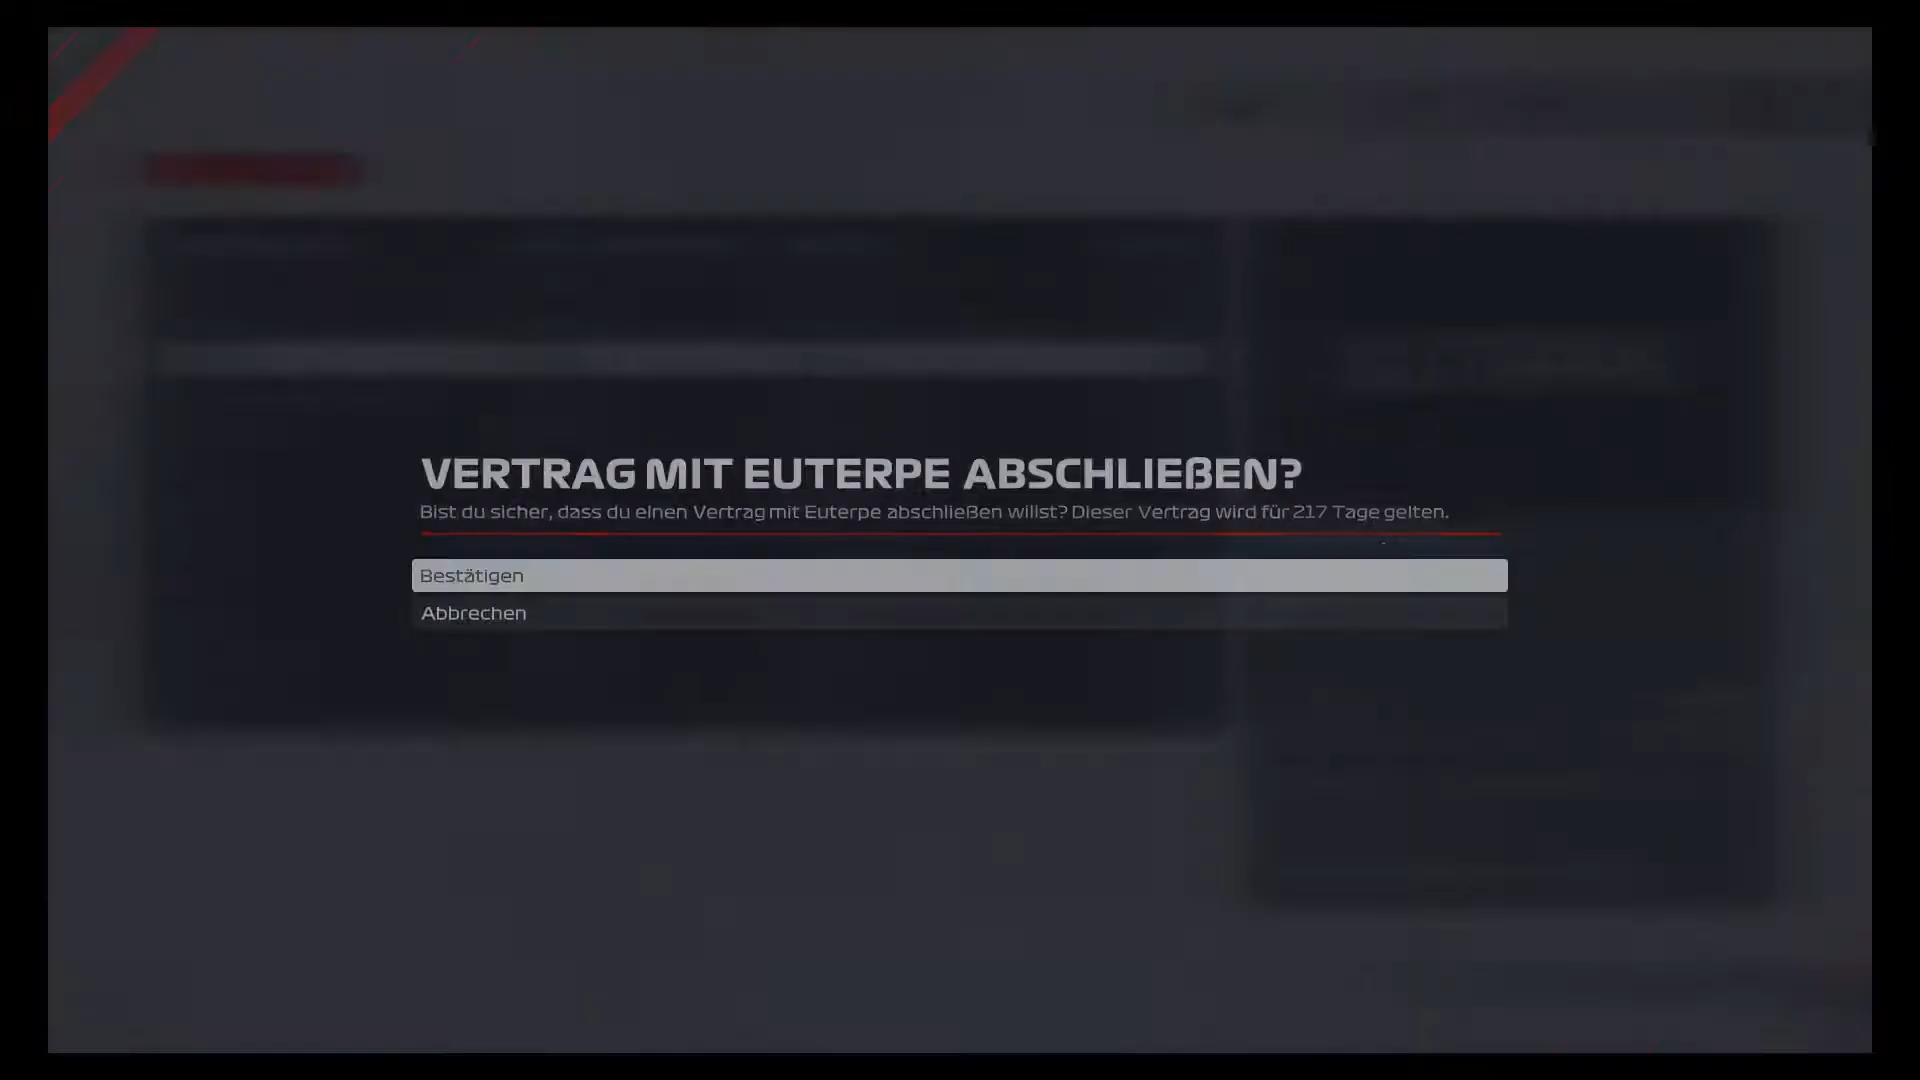 VERTRAG MIT EUTERPE ABSCHLIEẞEN?
Bist du sicher, dass du einen Vertrag mit Euterpe abschließen willst? Dieser Vertrag wird für 217 Tage gelten.
Bestätigen
Abbrechen